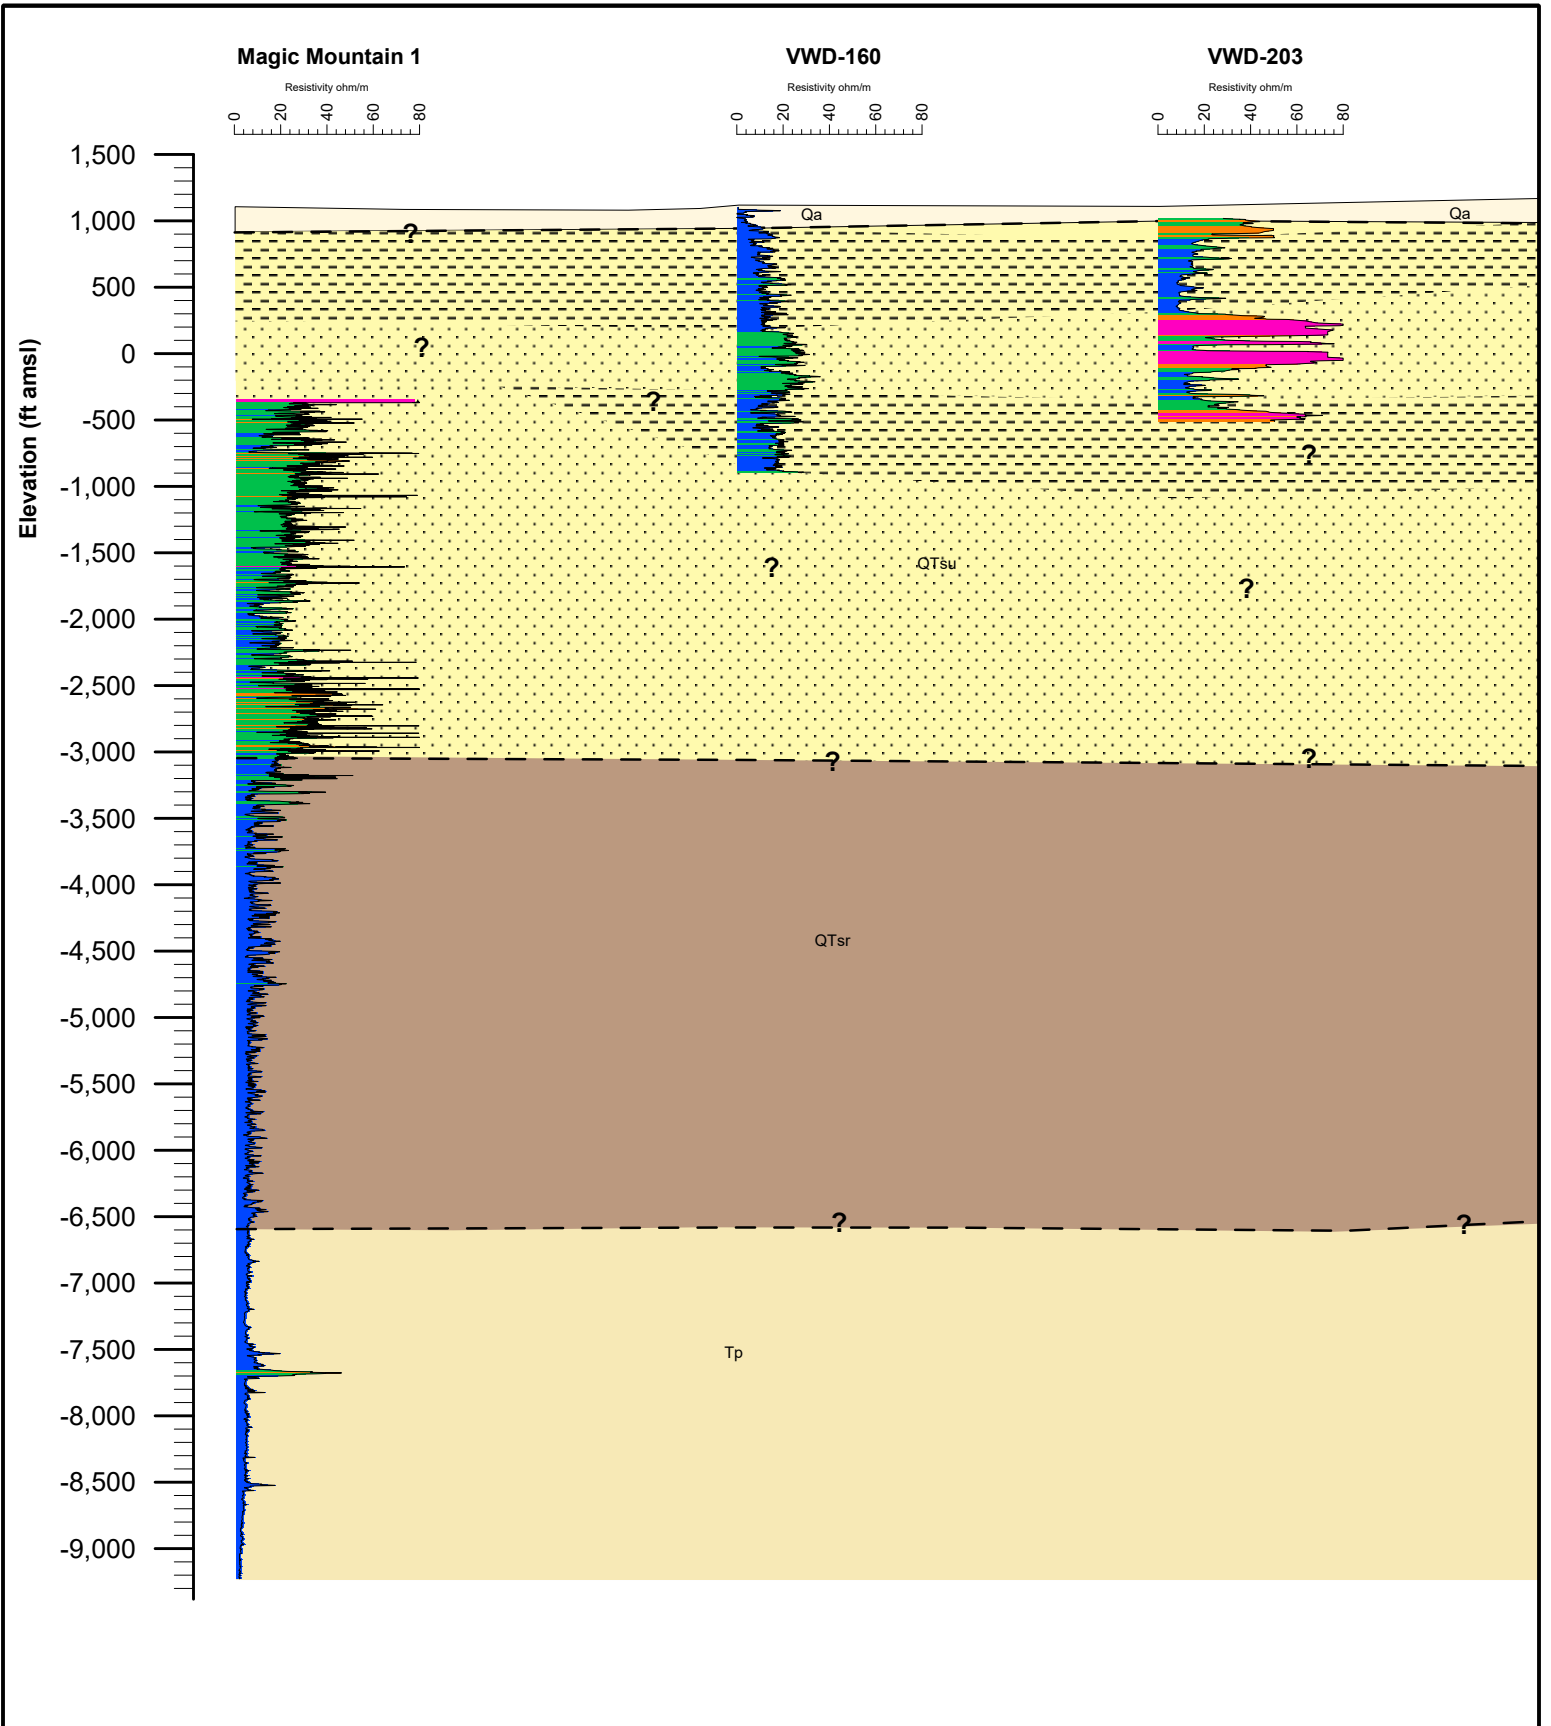 Magic Mountain 1
VWD-160
VWD-203
Resistivity ohm/m
Resistivity ohm/m
Resistivity ohm/m
0 20 40 60 80
0 20 40 60 80
0 20 40 60 80
Elevation (ft amsl)
1,500
1,000
500
0
-500
-1,000
-1,500
-2,000
-2,500
-3,000
-3,500
-4,000
-4,500
-5,000
-5,500
-6,000
-6,500
-7,000
-7,500
-8,000
-8,500
-9,000
Qa
Qa
?
?
?
?
?
QTsu
?
?
?
QTsr
?
?
Tp